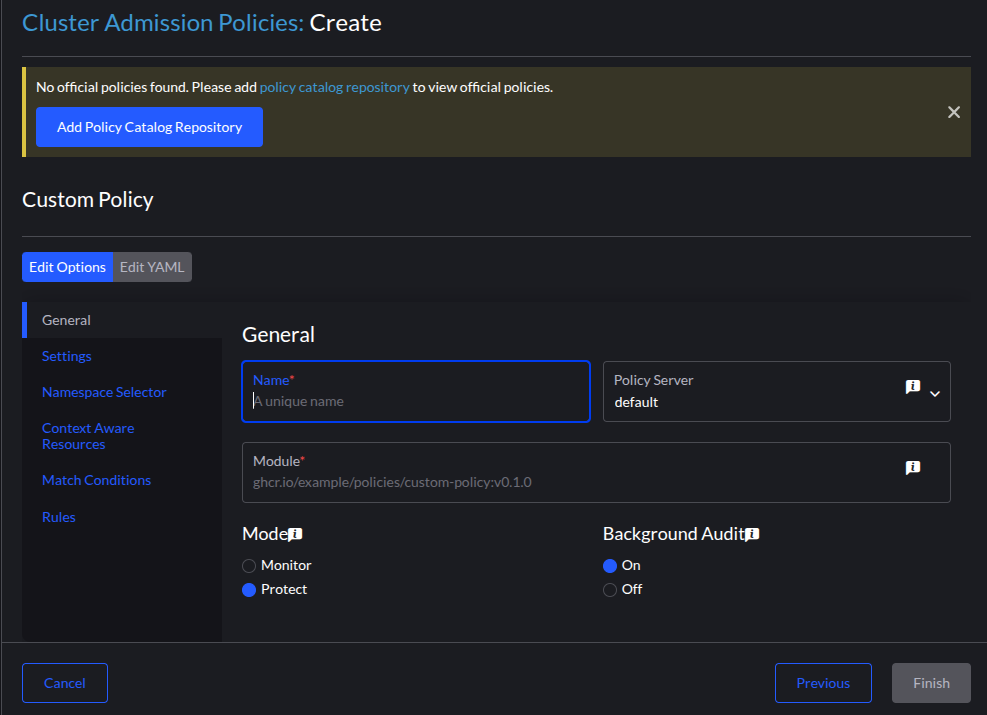 Cluster Admission Policies: Create
No official policies found. Please add policy catalog repository to view official policies.
Add Policy Catalog Repository
Custom Policy
Edit Options Edit YAML
General
Settings
Namespace Selector
Context Aware
Resources
Match Conditions
Rules
General
Name*
A unique name
Policy Server
default
Module*
ghcr.io/example/policies/custom-policy:v0.1.0
Mode
Monitor
Protect
Background Audit
On
Off
Cancel
Previous
Finish